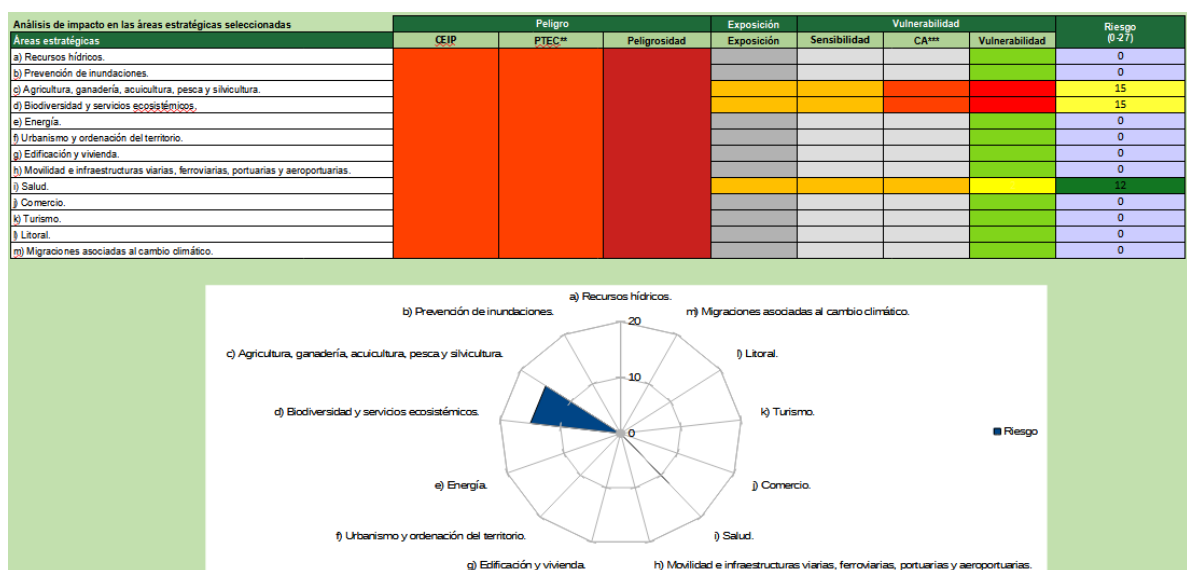 Análisis de impacto en las áreas estratégicas seleccionadas Peligro Exposición Vulnerabilidad Riesgo (0-27)
Áreas estratégicas CEIP PTEC** Peligrosidad Exposición Sensibilidad CA*** Vulnerabilidad
a) Recursos hídricos. 0
b) Prevención de inundaciones. 0
c) Agricultura, ganadería, acuicultura, pesca y silvicultura. 15
d) Biodiversidad y servicios ecosistémicos. 15
e) Energía. 0
f) Urbanismo y ordenación del territorio. 0
g) Edificación y vivienda. 0
h) Movilidad e infraestructuras viarias, ferroviarias, portuarias y aeroportuarias. 0
i) Salud. 12
j) Comercio. 0
k) Turismo. 0
l) Litoral. 0
m) Migraciones asociadas al cambio climático. 0
a) Recursos hídricos.
b) Prevención de inundaciones. 20 m) Migraciones asociadas al cambio climático.
c) Agricultura, ganadería, acuicultura, pesca y silvicultura. l) Litoral.
10
d) Biodiversidad y servicios ecosistémicos. k) Turismo.
0 Riesgo
e) Energía. j) Comercio.
f) Urbanismo y ordenación del territorio. i) Salud.
g) Edificación y vivienda. h) Movilidad e infraestructuras viarias, ferroviarias, portuarias y aeroportuarias.